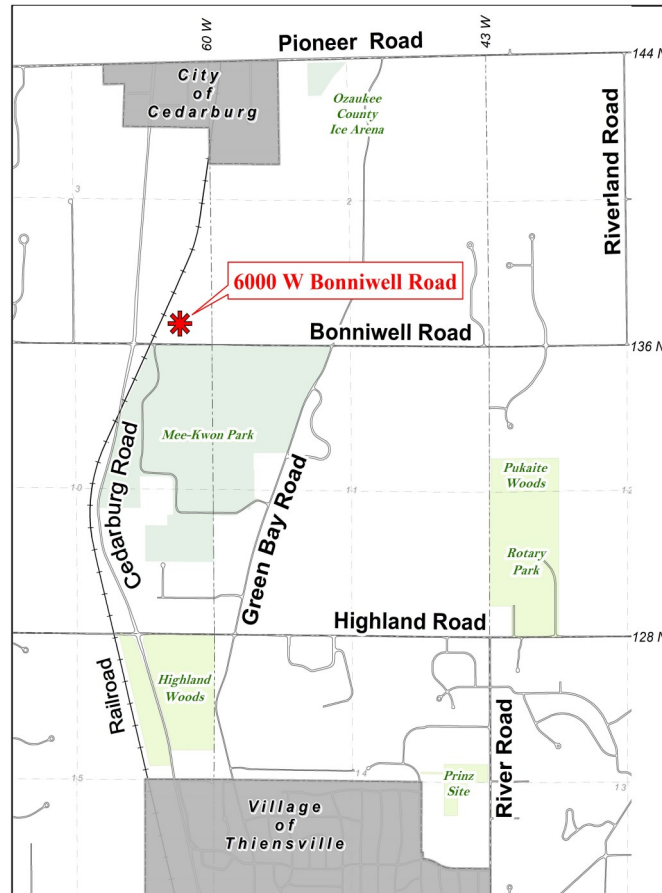 60 W
43 W
Pioneer Road
144 N
City
of
Cedarburg
Ozaukee
County
Ice Arena
Riverland Road
3
2
6000 W Bonniwell Road
Bonniwell Road
136 N
Mee-Kwon Park
Cedarburg Road
Green Bay Road
Pukaite
Woods
10
11
12
Rotary
Park
Highland Road
128 N
Railroad
Highland
Woods
River Road
15
14
13
Prinz
Site
Village
of
Thiensville